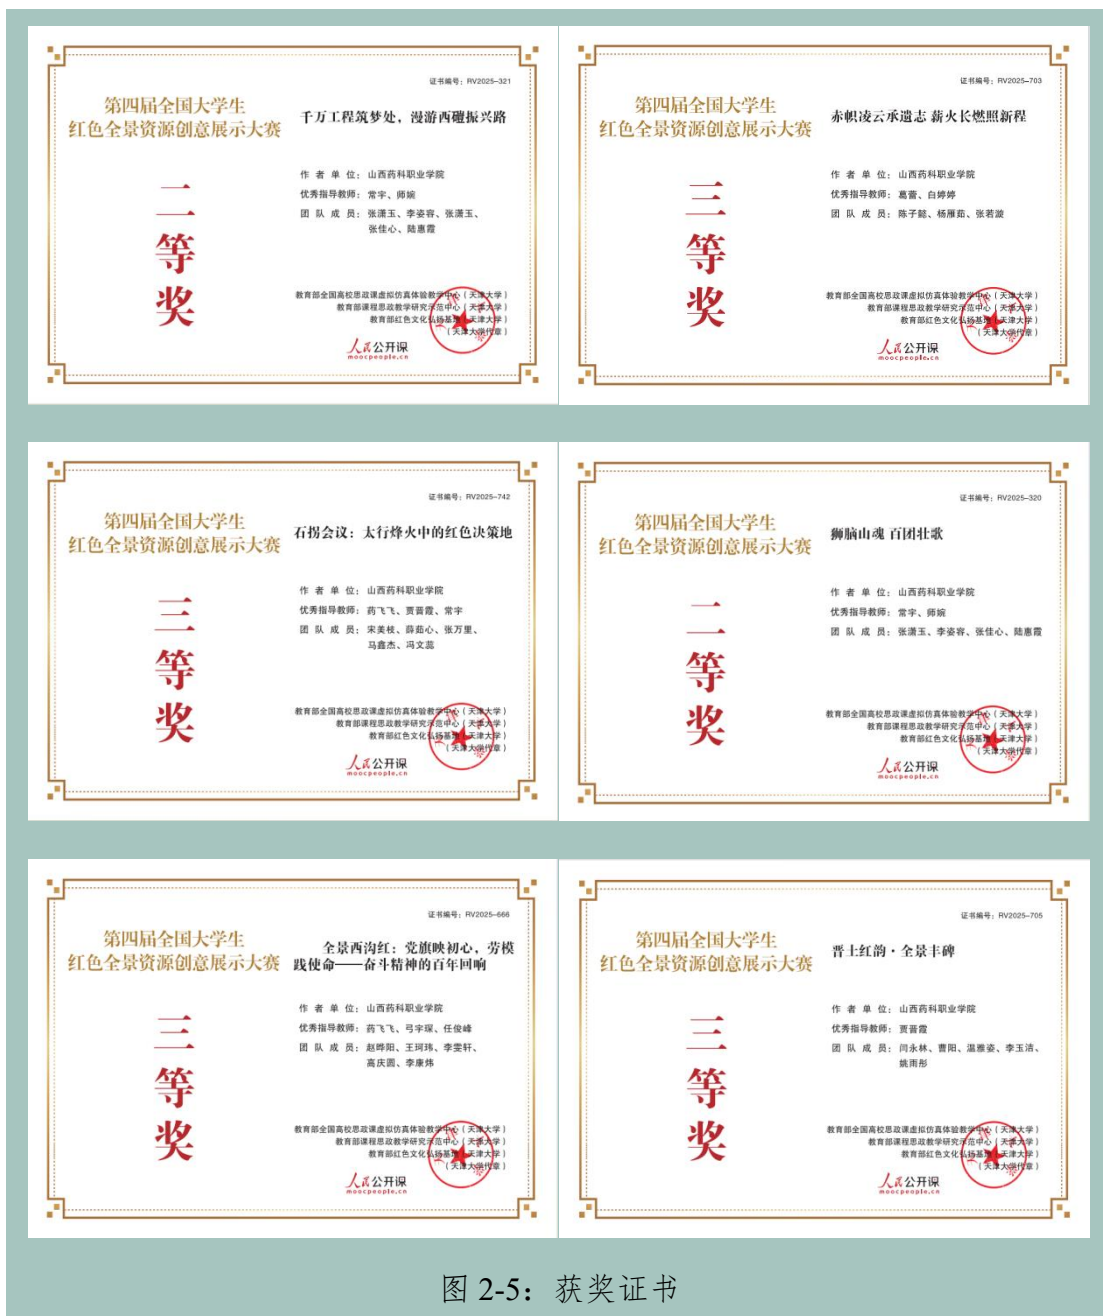 证书编号：RV2025-321
第四届全国大学生
红色全景资源创意展示大赛
二等奖
千万工程筑梦处，漫游西礶振兴路
作者单位：山西药科职业学院
优秀指导教师：常宇、师婉
团队成员：张潇玉、李姿容、张潇玉、
张佳心、陆惠霞
教育部全国高校思政课虚拟仿真体验教学中心（天津大学）
教育部课程思政教学研究示范中心（天津大学）
教育部红色文化弘扬基地（天津大学）
（天津大学代章）
人民公开课
moocpeople.cn
证书编号：RV2025-703
第四届全国大学生
红色全景资源创意展示大赛
三等奖
赤帜凌云承遗志 薪火长燃照新程
作者单位：山西药科职业学院
优秀指导教师：葛蕾、白婷婷
团队成员：陈子懿、杨雁茹、张若漩
教育部全国高校思政课虚拟仿真体验教学中心（天津大学）
教育部课程思政教学研究示范中心（天津大学）
教育部红色文化弘扬基地（天津大学）
（天津大学代章）
人民公开课
moocpeople.cn
证书编号：RV2025-742
第四届全国大学生
红色全景资源创意展示大赛
三等奖
石拐会议：太行烽火中的红色决策地
作者单位：山西药科职业学院
优秀指导教师：药飞飞、贾晋霞、常宇
团队成员：宋美枝、薛茹心、张万里、
马鑫杰、冯文蕊
教育部全国高校思政课虚拟仿真体验教学中心（天津大学）
教育部课程思政教学研究示范中心（天津大学）
教育部红色文化弘扬基地（天津大学）
（天津大学代章）
人民公开课
moocpeople.cn
证书编号：RV2025-320
第四届全国大学生
红色全景资源创意展示大赛
二等奖
狮脑山魂 百团壮歌
作者单位：山西药科职业学院
优秀指导教师：常宇、师婉
团队成员：张潇玉、李姿容、张佳心、陆惠霞
教育部全国高校思政课虚拟仿真体验教学中心（天津大学）
教育部课程思政教学研究示范中心（天津大学）
教育部红色文化弘扬基地（天津大学）
（天津大学代章）
人民公开课
moocpeople.cn
证书编号：RV2025-666
第四届全国大学生
红色全景资源创意展示大赛
三等奖
全景西沟红：党旗映初心，劳模
践使命——奋斗精神的百年回响
作者单位：山西药科职业学院
优秀指导教师：药飞飞、弓宇琛、任俊峰
团队成员：赵晔阳、王珂玮、李雯轩、
高庆圆、李康炜
教育部全国高校思政课虚拟仿真体验教学中心（天津大学）
教育部课程思政教学研究示范中心（天津大学）
教育部红色文化弘扬基地（天津大学）
（天津大学代章）
人民公开课
moocpeople.cn
证书编号：RV2025-705
第四届全国大学生
红色全景资源创意展示大赛
三等奖
晋土红韵·全景丰碑
作者单位：山西药科职业学院
优秀指导教师：贾晋霞
团队成员：闫永林、曹阳、温雅姿、李玉洁、
姚雨彤
教育部全国高校思政课虚拟仿真体验教学中心（天津大学）
教育部课程思政教学研究示范中心（天津大学）
教育部红色文化弘扬基地（天津大学）
（天津大学代章）
人民公开课
moocpeople.cn
图 2-5：获奖证书